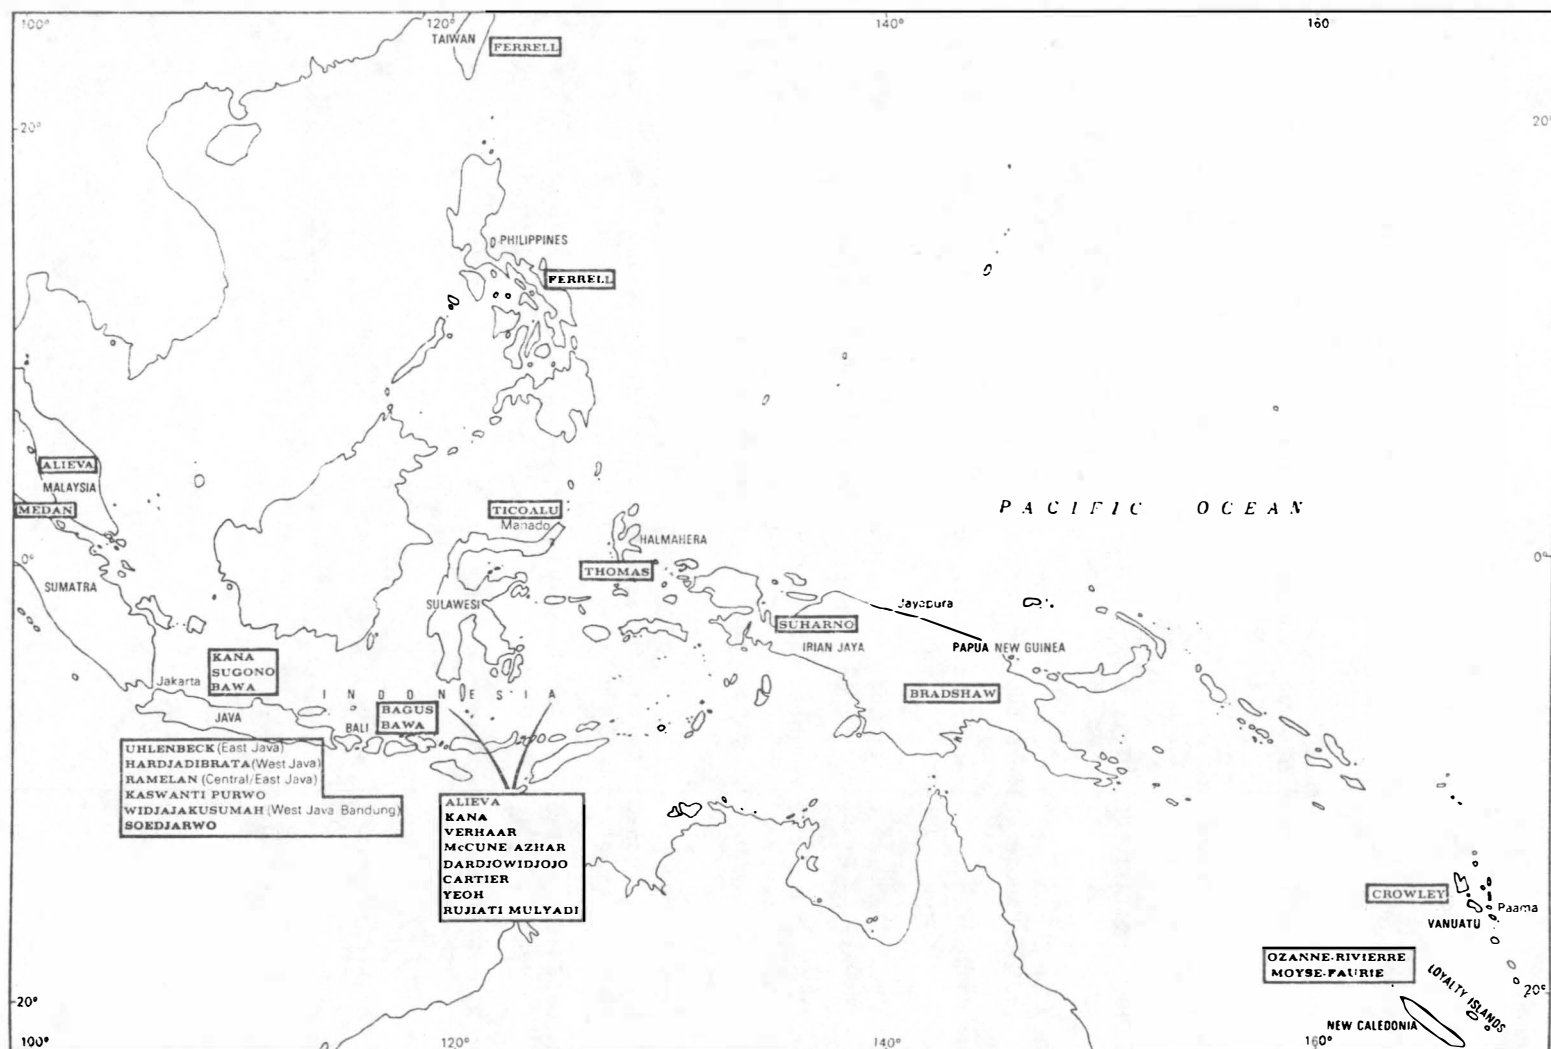 100°
120°
140°
160°
TAIWAN
FERRELL
20°
20°
PHILIPPINES
FERRELL
ALIEVA
MALAYSIA
MEDAN
TICOALU
Manado
PACIFIC OCEAN
HALMAHERA
0°
THOMAS
0°
SUMATRA
SULAWESI
Jayapura
SUHARNO
IRIAN JAYA
PAPUA NEW GUINEA
KANA
SUGONO
BAWA
Jakarta
INDONESIA
BRADSHAW
JAVA
BALI
BAGUS
BAWA
UHLENBECK (East Java)
HARDJADIBRATA (West Java)
RAMELAN (Central/East Java)
KASWANTI PURWO
WIDJAJAKUSUMAH (West Java Bandung)
SOEDJARWO
ALIEVA
KANA
VERHAAR
McCUNE AZHAR
DARDJOWIDJOJO
CARTIER
YEOH
RUJIATI MULYADI
CROWLEY
Paama
VANUATU
OZANNE-RIVIERRE
MOYSE-FAURIE
LOYALTY ISLANDS
20°
20°
NEW CALEDONIA
100°
120°
140°
160°